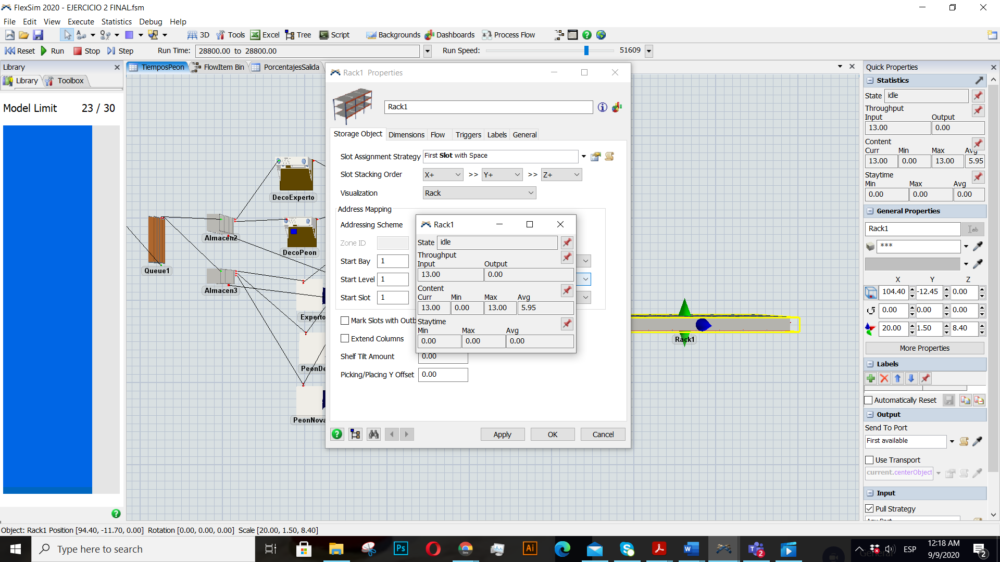 FlexSim 2020 - EJERCICIO 2 FINAL.fsm
File Edit View Execute Statistics Debug Help
3D Tools Excel Tree Script Backgrounds Dashboards Process Flow
Reset Run Stop Step Run Time: 28800.00 to 28800.00 Run Speed: 51609
Library
Library Toolbox
Model Limit 23 / 30
TiemposPeon FlowItem Bin PorcentajesSalida
DecoExperto
Almacen2
DecoPeon
Queue1
Almacen3
Experto
PeonDe
PeonNova
Rack1
Rack1 Properties
Rack1
Storage Object Dimensions Flow Triggers Labels General
Slot Assignment Strategy First Slot with Space
Slot Stacking Order X+ >> Y+ >> Z+
Visualization Rack
Address Mapping
Addressing Scheme
Zone ID
Start Bay 1
Start Level 1
Start Slot 1
Mark Slots with Outb
Extend Columns
Shelf Tilt Amount 0.00
Picking/Placing Y Offset 0.00
Apply OK Cancel
Rack1
State idle
Throughput
Input Output
13.00 0.00
Content
Curr Min Max Avg
13.00 0.00 13.00 5.95
Staytime
Min Max Avg
0.00 0.00 0.00
Quick Properties
Statistics
State idle
Throughput
Input Output
13.00 0.00
Content
Curr Min Max Avg
13.00 0.00 13.00 5.95
Staytime
Min Max Avg
0.00 0.00 0.00
General Properties
Rack1
***
X Y Z
104.40 -12.45 0.00
0.00 0.00 0.00
20.00 1.50 8.40
More Properties
Labels
Automatically Reset
Output
Send To Port
First available
Use Transport
current.centerObject
Input
Pull Strategy
Object: Rack1 Position [94.40, -11.70, 0.00] Rotation [0.00, 0.00, 0.00] Scale [20.00, 1.50, 8.40]
Type here to search
ESP
12:18 AM
9/9/2020
2
2